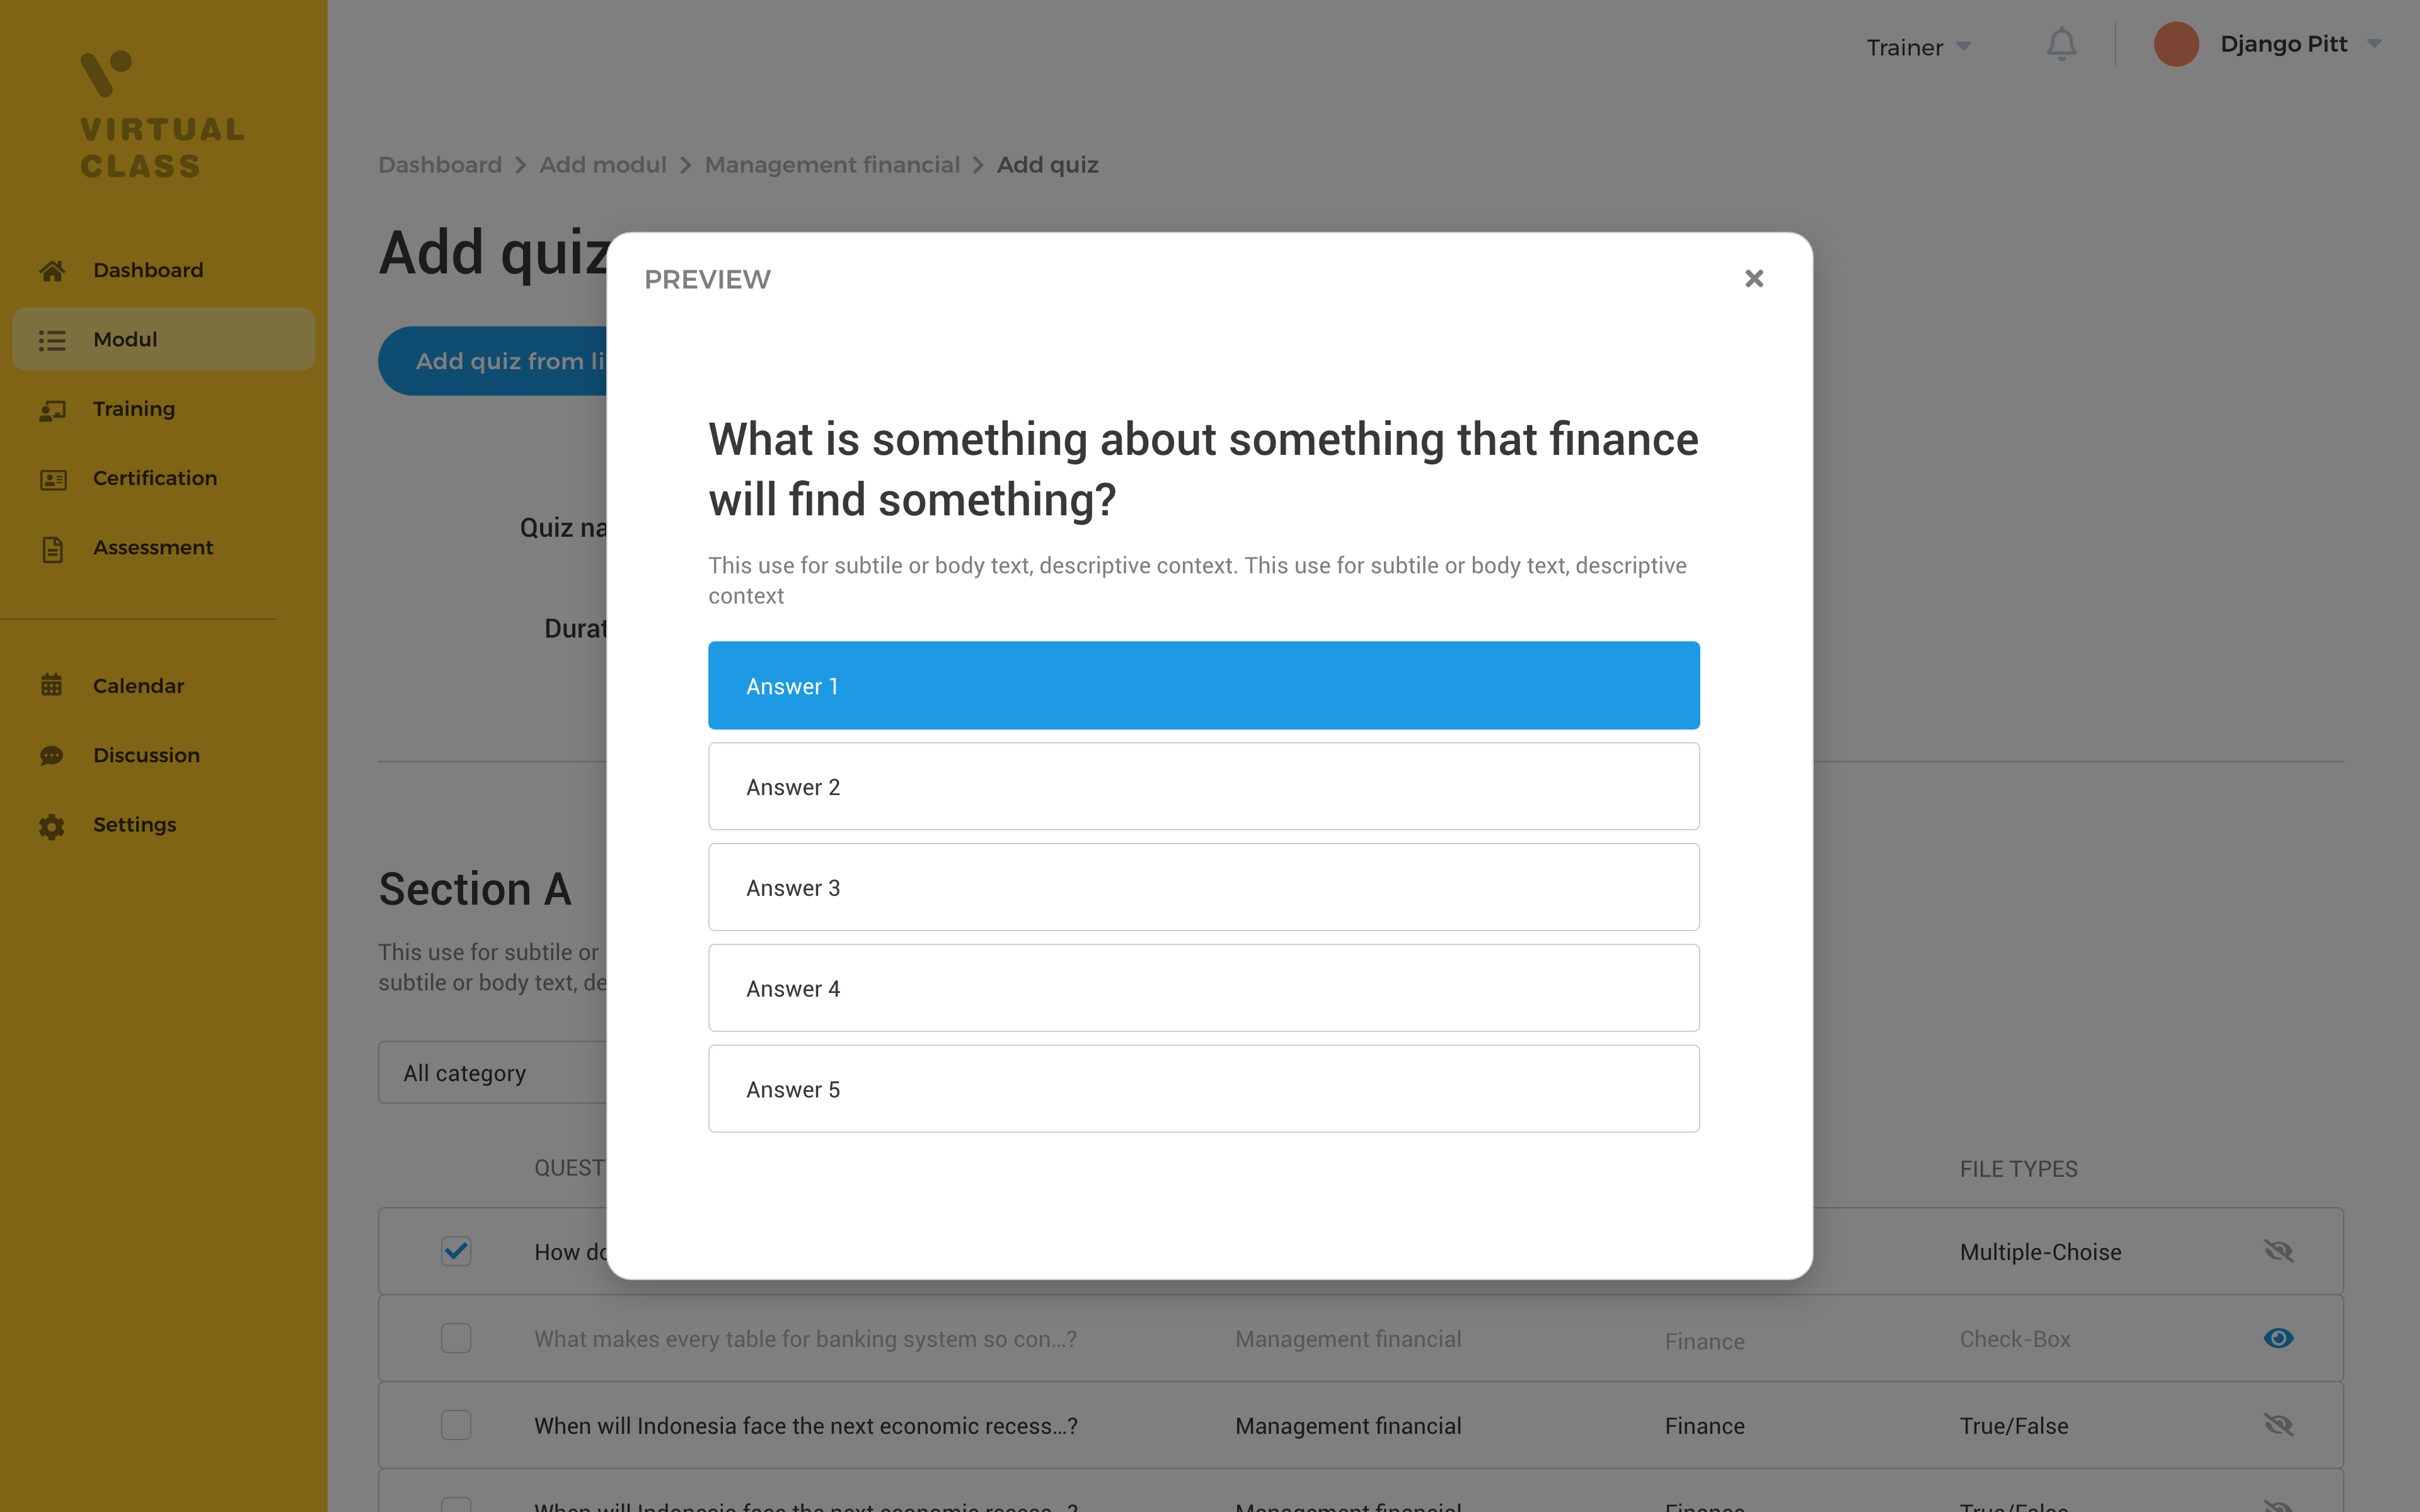 VIRTUAL
CLASS
Dashboard
Modul
Training
Certification
Assessment
Calendar
Discussion
Settings
Trainer
Django Pitt
Dashboard > Add modul > Management financial > Add quiz
Add quiz
Add quiz from li
Quiz na
Durat
Section A
This use for subtile or
subtile or body text, de
All category
QUEST
FILE TYPES
How do
Multiple-Choise
What makes every table for banking system so con...? Management financial Finance Check-Box
When will Indonesia face the next economic recess...? Management financial Finance True/False
When will Indonesia face the next economic recess...? Management financial Finance True/False
PREVIEW
What is something about something that finance
will find something?
This use for subtile or body text, descriptive context. This use for subtile or body text, descriptive
context
Answer 1
Answer 2
Answer 3
Answer 4
Answer 5